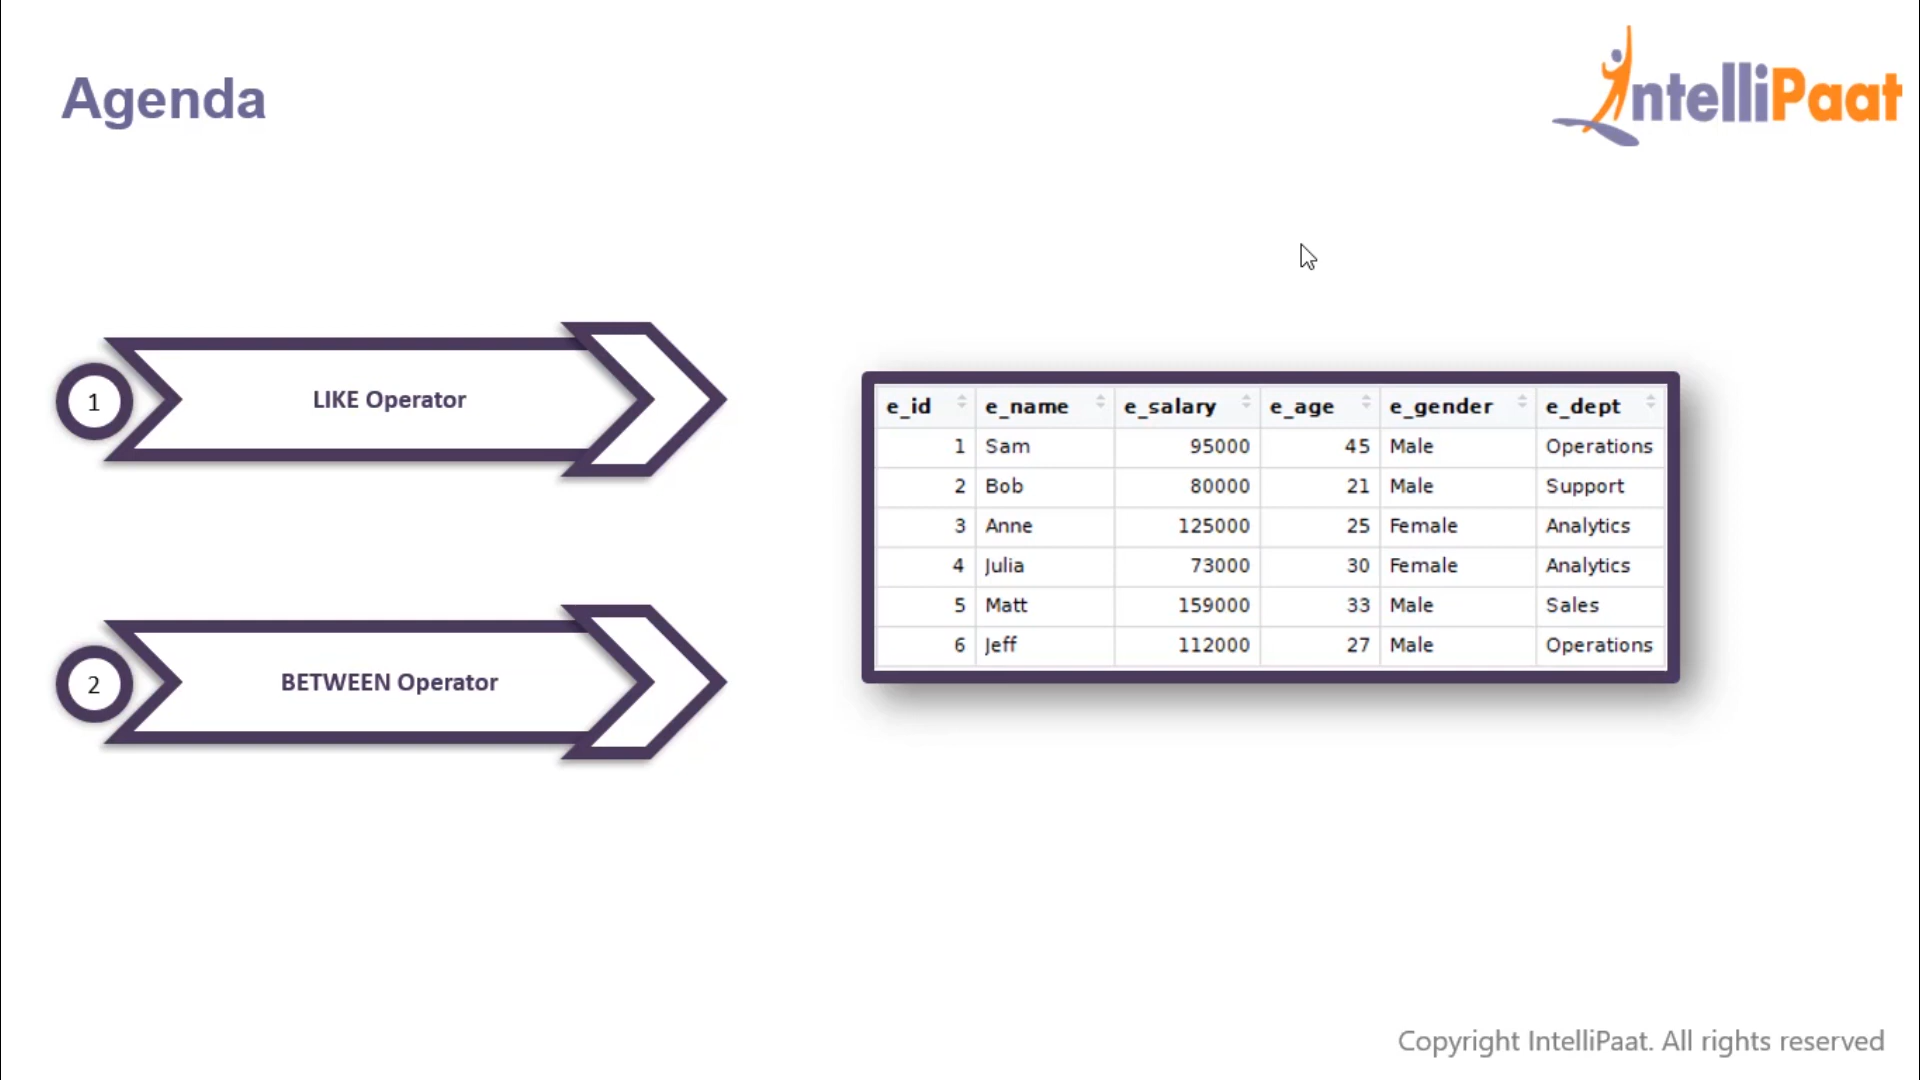 Agenda
IntelliPaat
1
LIKE Operator
2
BETWEEN Operator
e_id e_name e_salary e_age e_gender e_dept
1 Sam 95000 45 Male Operations
2 Bob 80000 21 Male Support
3 Anne 125000 25 Female Analytics
4 Julia 73000 30 Female Analytics
5 Matt 159000 33 Male Sales
6 Jeff 112000 27 Male Operations
Copyright IntelliPaat. All rights reserved